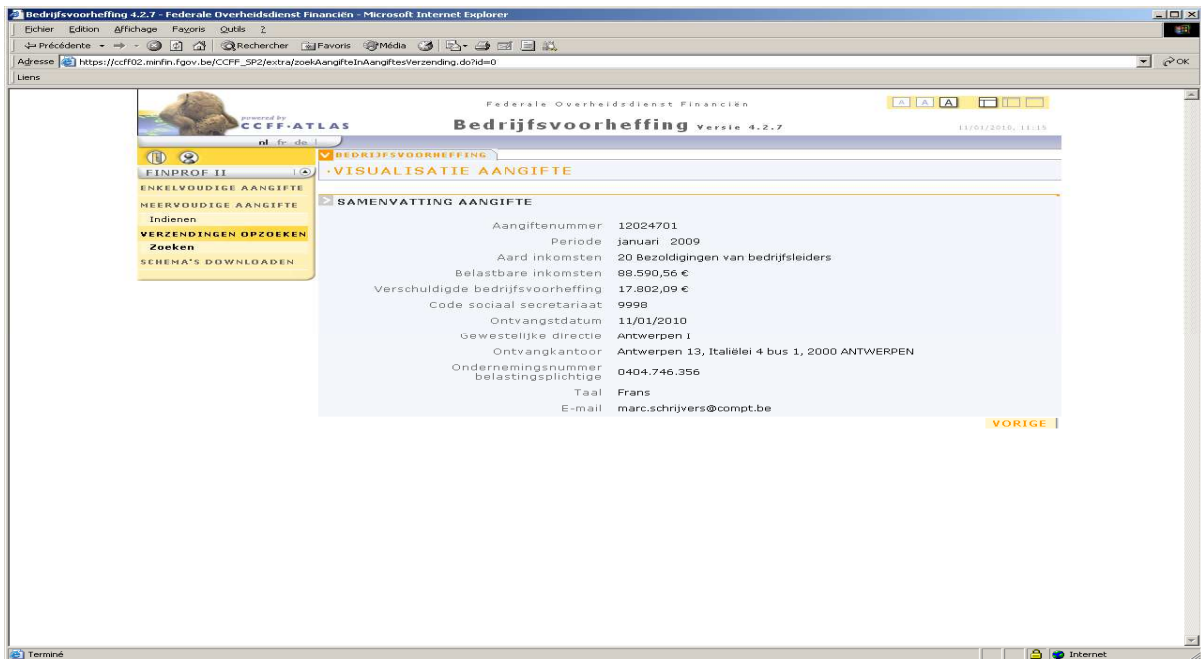 Bedrijfsvoorheffing 4.2.7 - Federale Overheidsdienst Financiën - Microsoft Internet Explorer
Fichier Edition Affichage Favoris Outils ?
Précédente Rechercher Favoris Média
Adresse https://ccff02.minfin.fgov.be/CCFF_SP2/extra/zoekAangifteInAangiftesVerzending.do?id=0 OK
Liens
powered by
CCFF-ATLAS
Federale Overheidsdienst Financiën
Bedrijfsvoorheffing Versie 4.2.7
A A A
11/01/2010, 11:15
nl fr de
FINPROF II
ENKELVOUDIGE AANGIFTE
MEERVOUDIGE AANGIFTE
Indienen
VERZENDINGEN OPZOEKEN
Zoeken
SCHEMA'S DOWNLOADEN
BEDRIJFSVOORHEFFING
·VISUALISATIE AANGIFTE
SAMENVATTING AANGIFTE
Aangiftenummer 12024701
Periode januari 2009
Aard inkomsten 20 Bezoldigingen van bedrijfsleiders
Belastbare inkomsten 88.590,56 €
Verschuldigde bedrijfsvoorheffing 17.802,09 €
Code sociaal secretariaat 9998
Ontvangstdatum 11/01/2010
Gewestelijke directie Antwerpen I
Ontvangkantoor Antwerpen 13, Italiëlei 4 bus 1, 2000 ANTWERPEN
Ondernemingsnummer
belastingsplichtige 0404.746.356
Taal Frans
E-mail marc.schrijvers@compt.be
VORIGE
Terminé Internet